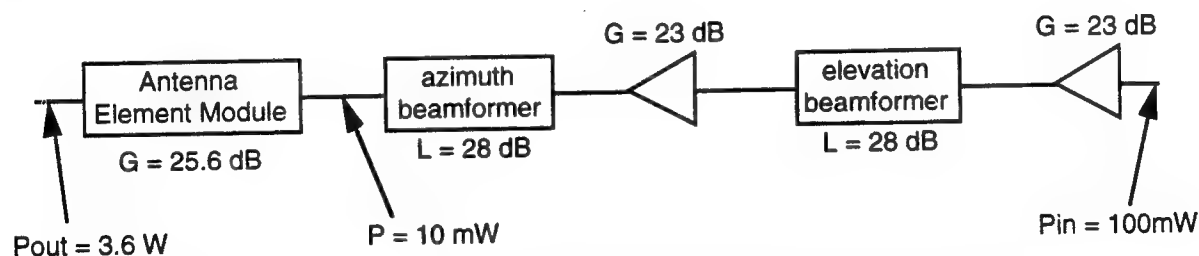 Antenna
Element Module
G = 25.6 dB
azimuth
beamformer
L = 28 dB
G = 23 dB
elevation
beamformer
L = 28 dB
G = 23 dB
Pout = 3.6 W
P = 10 mW
Pin = 100mW